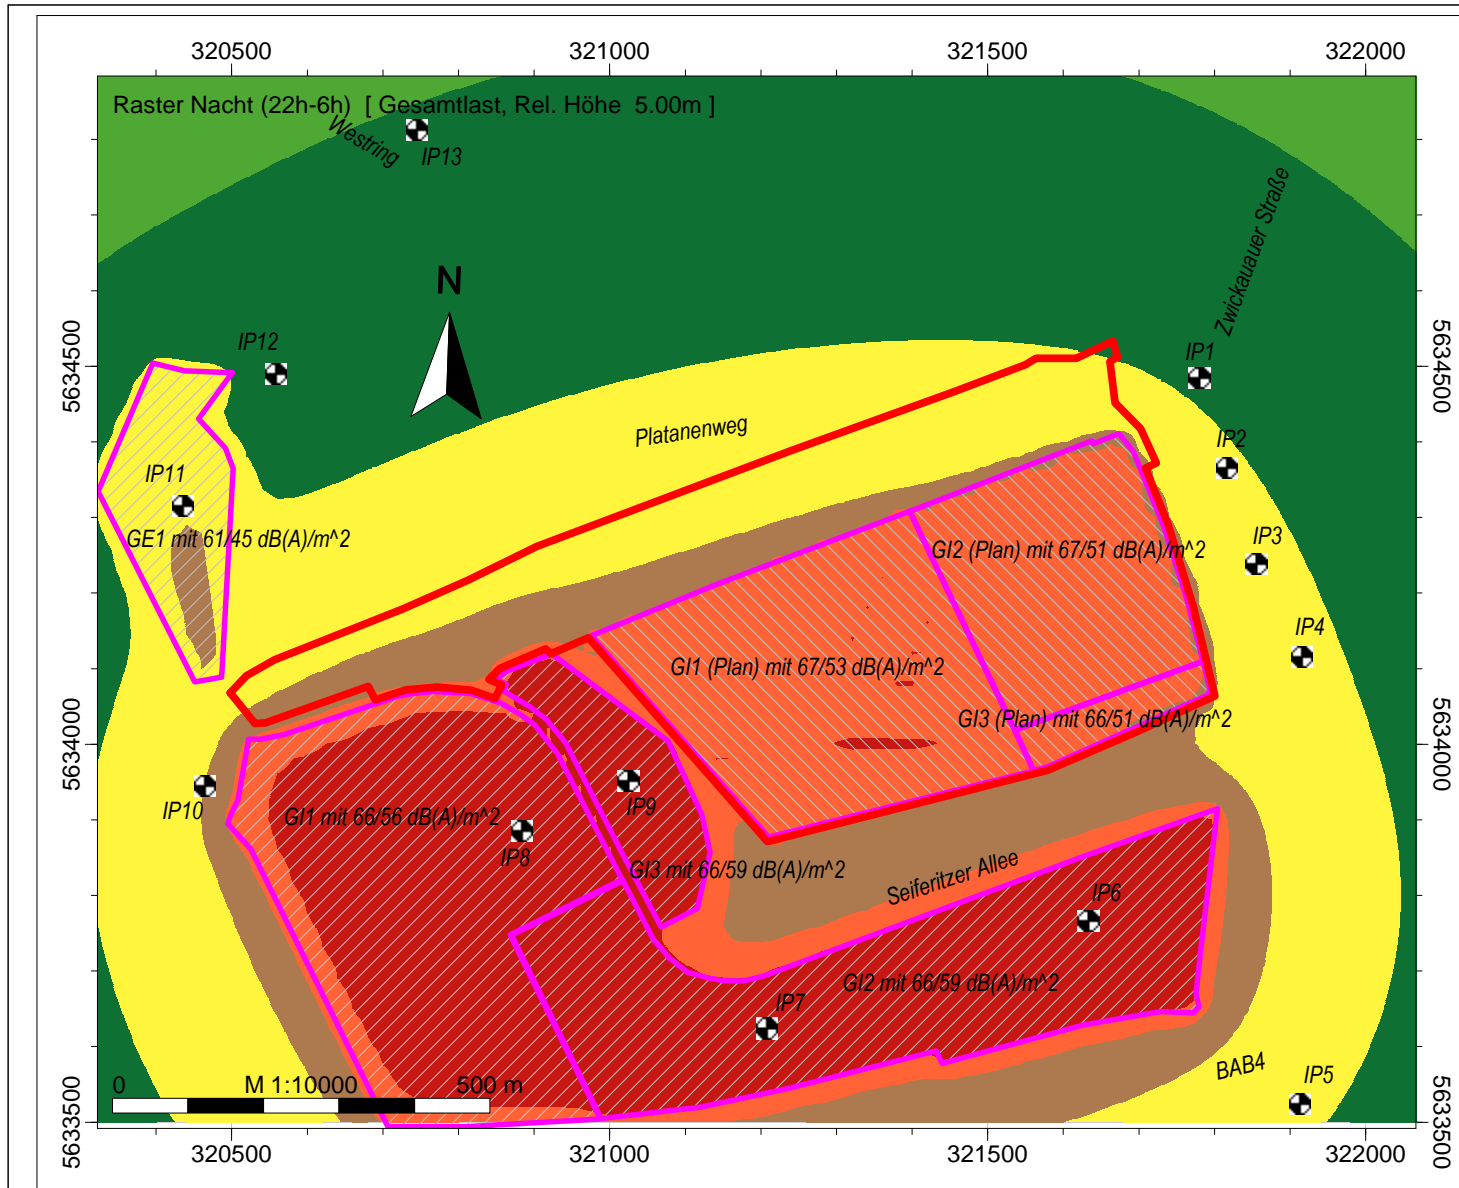 320500 321000 321500 322000
Raster Nacht (22h-6h) [ Gesamtlast, Rel. Höhe 5.00m ]
Westring
IP13
Zwickauauer Straße
N
5634500
5634500
IP12
IP1
Platanenweg
IP2
IP11
GE1 mit 61/45 dB(A)/m^2
GI2 (Plan) mit 67/51 dB(A)/m^2
IP3
IP4
GI1 (Plan) mit 67/53 dB(A)/m^2
GI3 (Plan) mit 66/51 dB(A)/m^2
5634000
5634000
IP10
GI1 mit 66/56 dB(A)/m^2
IP9
IP8
GI3 mit 66/59 dB(A)/m^2
Seiferitzer Allee
IP6
GI2 mit 66/59 dB(A)/m^2
IP7
BAB4
IP5
0 M 1:10000 500 m
5633500
5633500
320500 321000 321500 322000